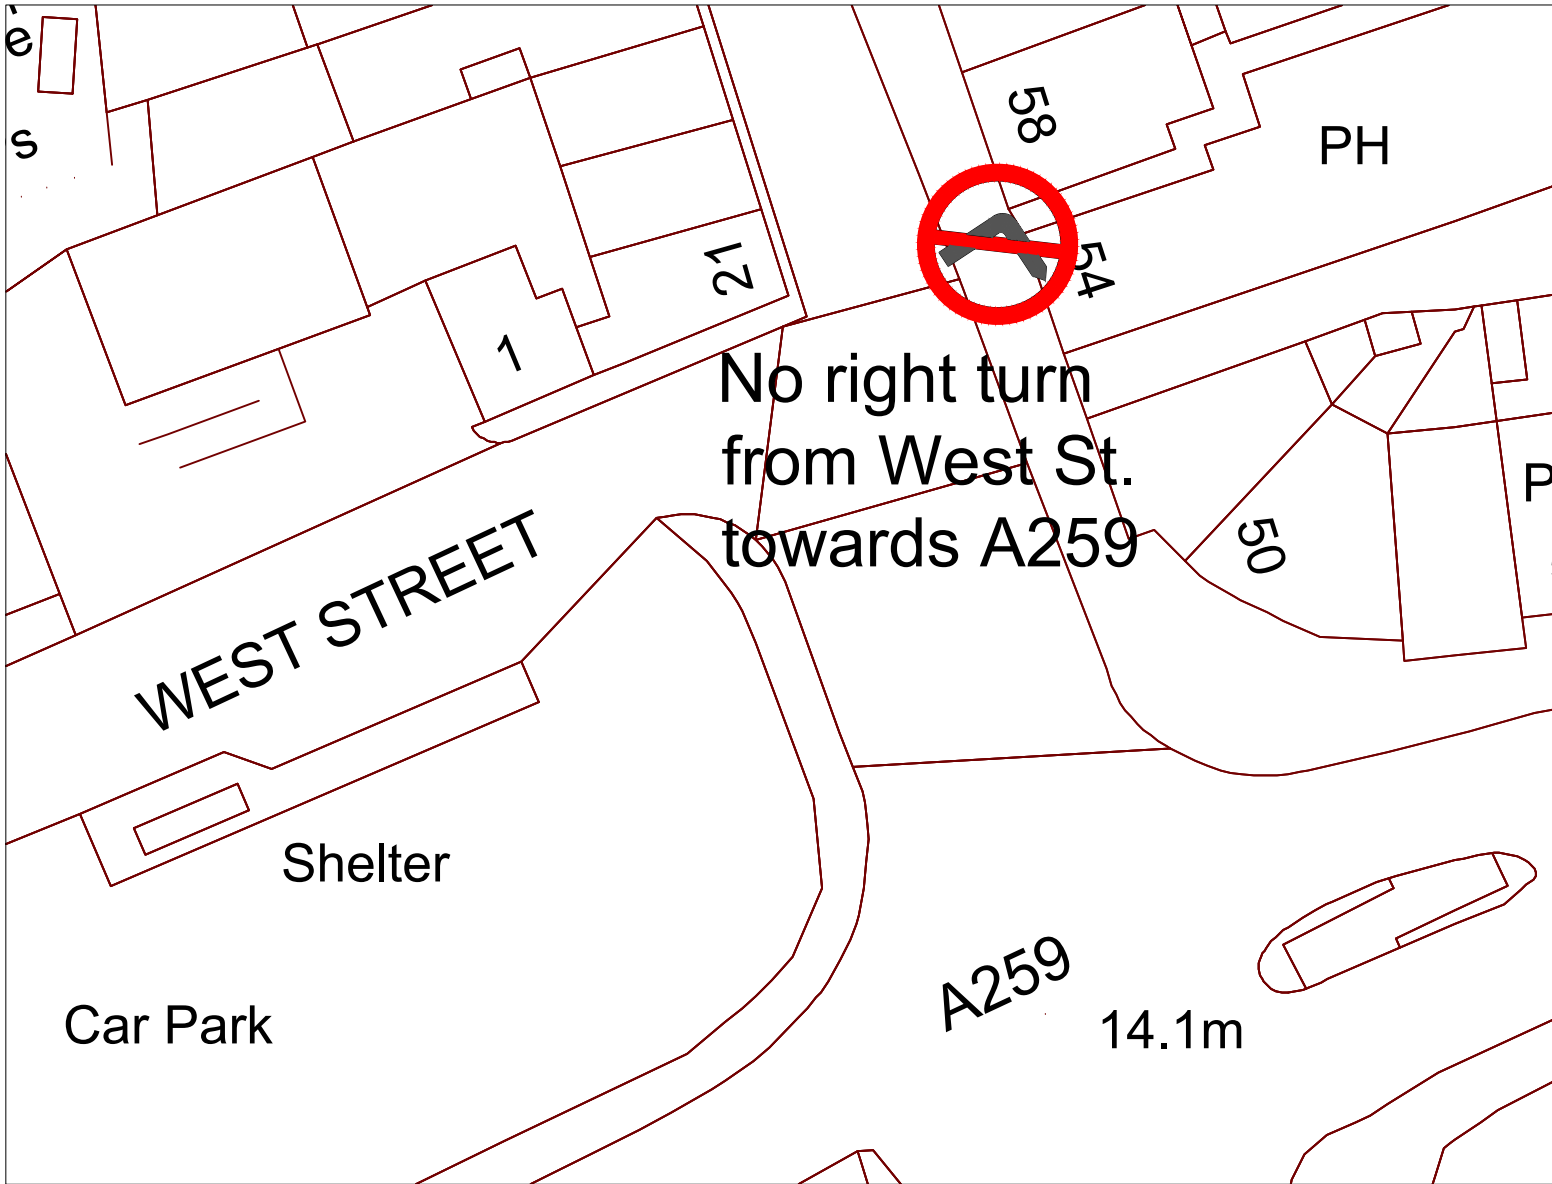 e
s
58
PH
54
21
1
No right turn
from West St.
towards A259
P
50
WEST STREET
Shelter
A259
14.1m
Car Park